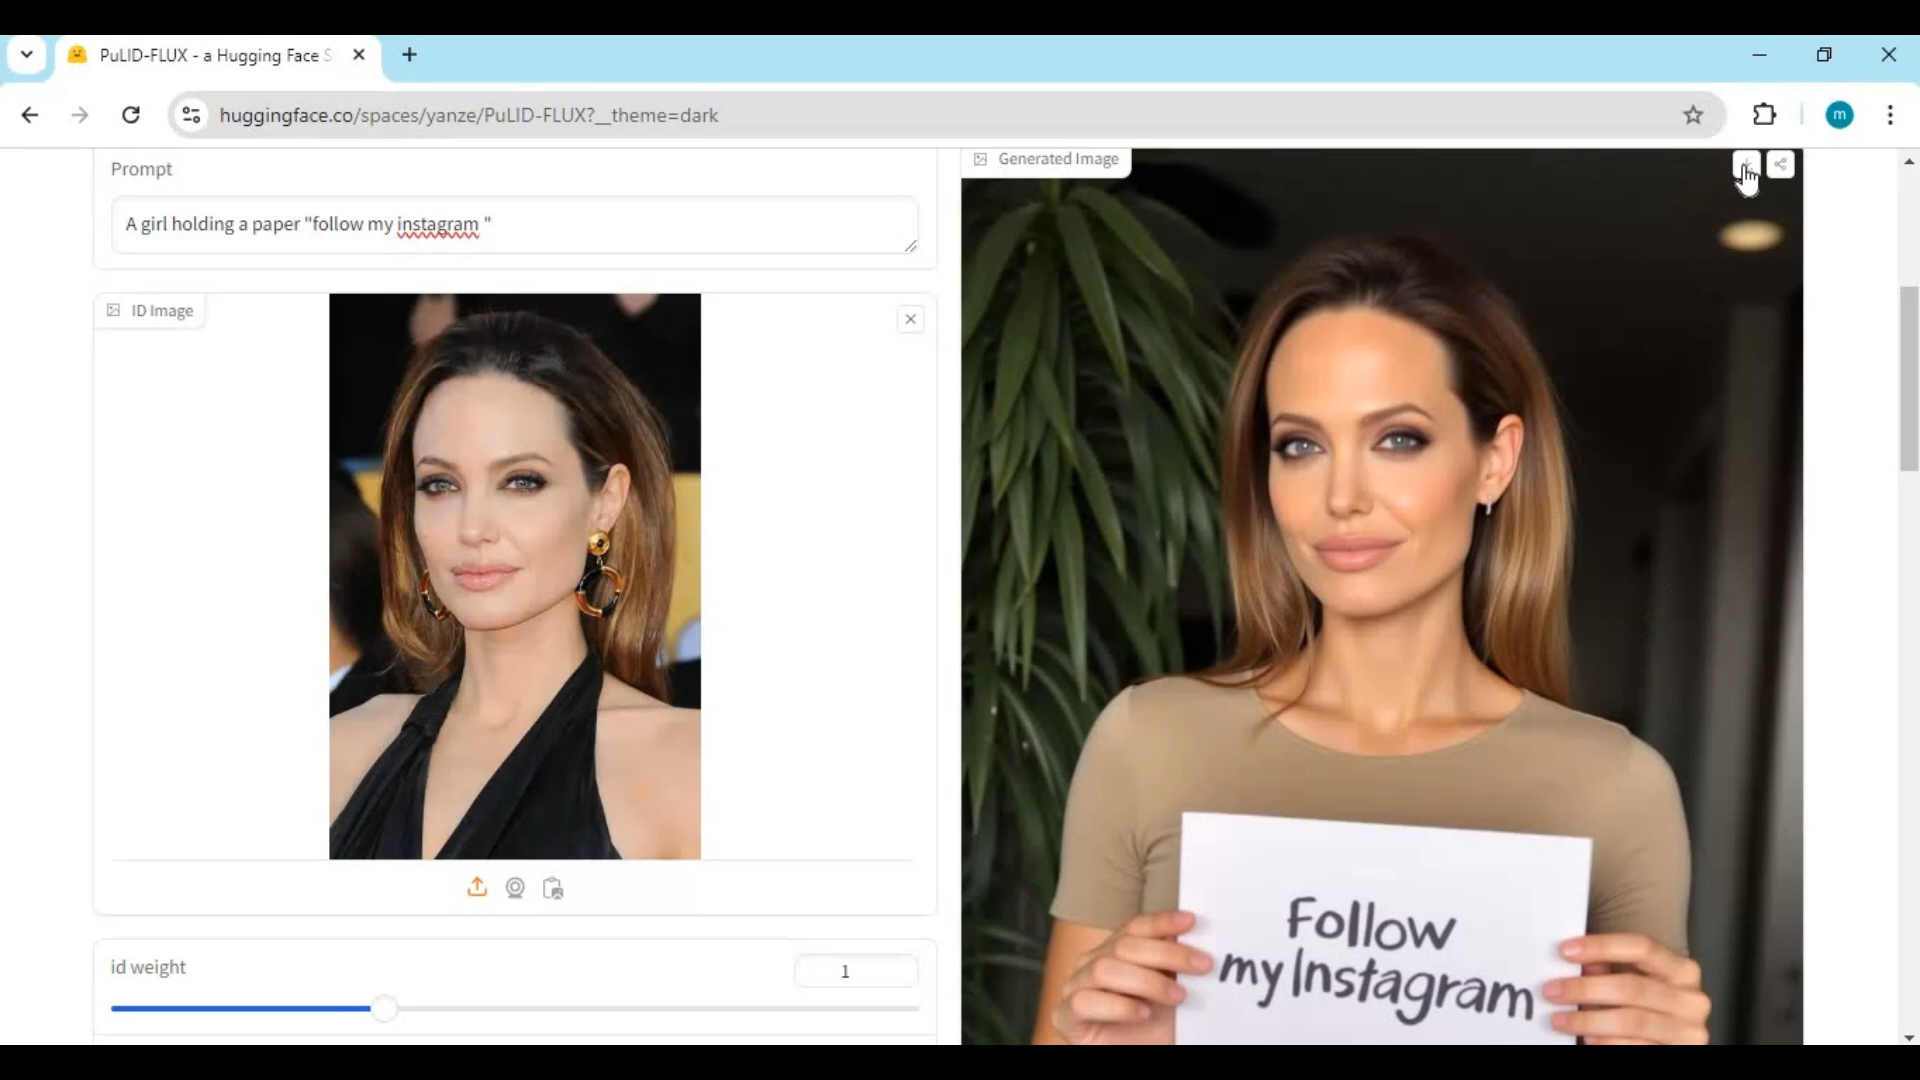 PuLID-FLUX - a Hugging Face S
huggingface.co/spaces/yanze/PuLID-FLUX?__theme=dark
m
Prompt
A girl holding a paper "follow my instagram "
ID Image
id weight
1
Generated Image
Follow
my Instagram